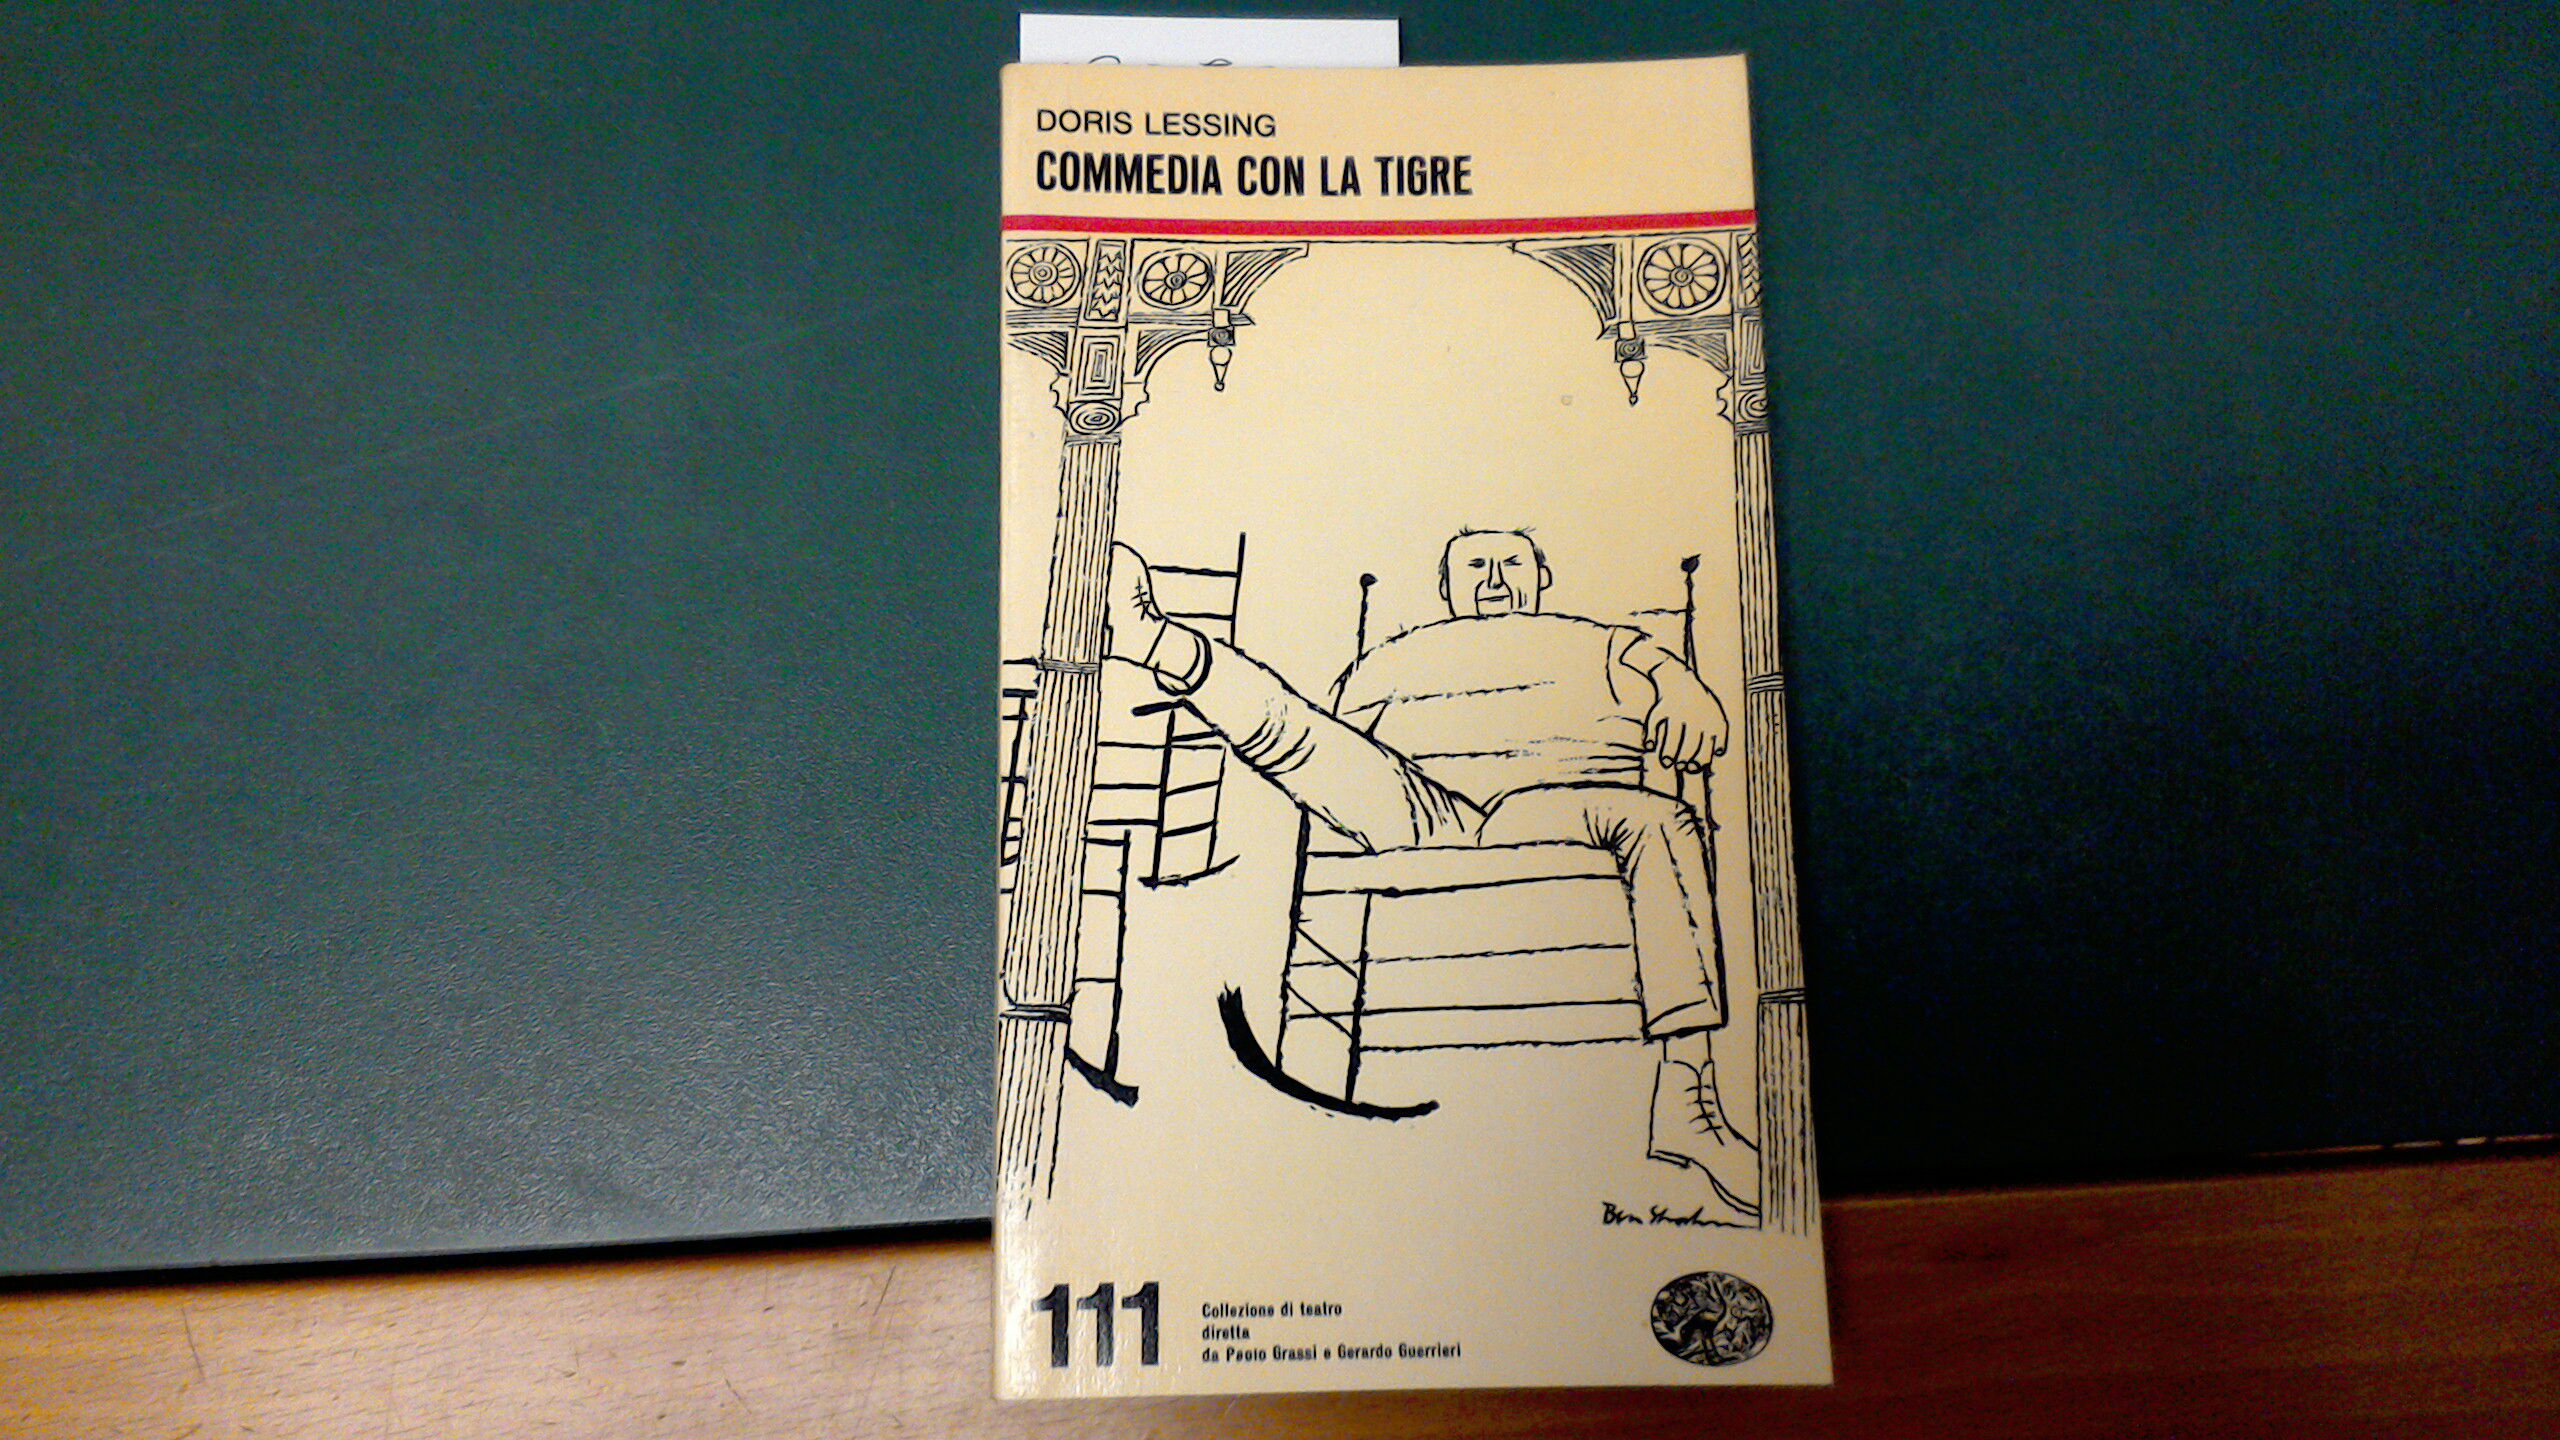 DORIS LESSING
COMMEDIA CON LA TIGRE
Ben Shahn
111
Collezione di teatro
diretta
da Paolo Grassi e Gerardo Guerrieri